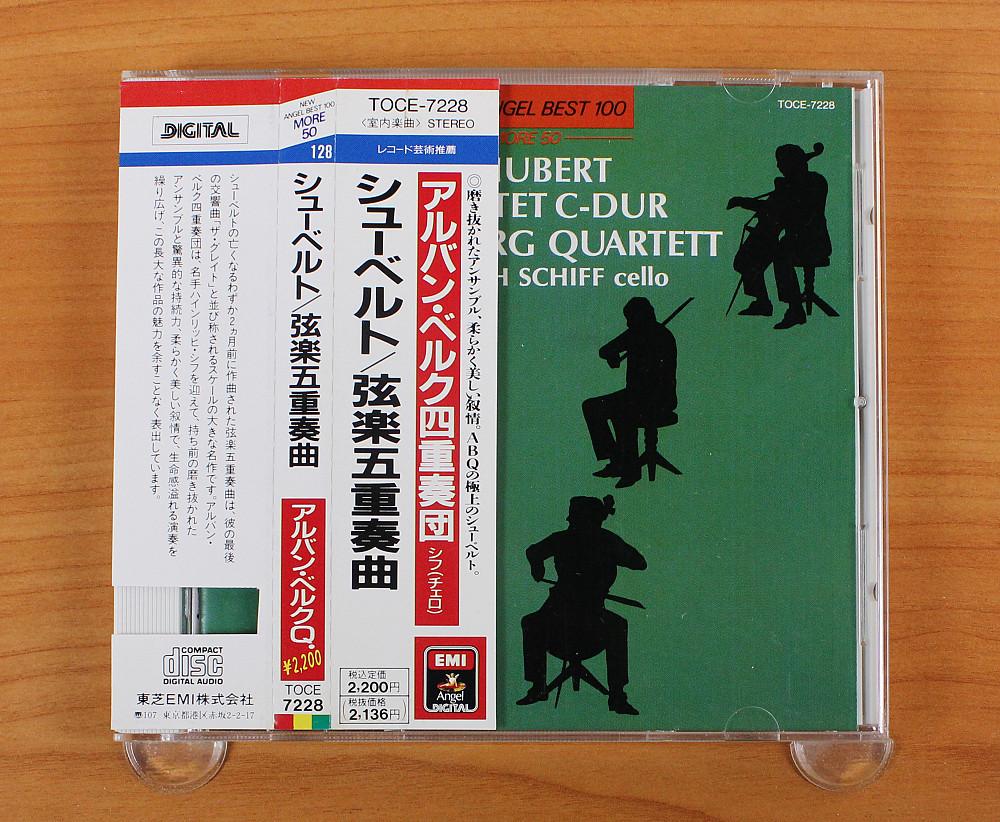 DIGITAL
シューベルトの亡くなるわずか2ヵ月前に作曲された弦楽五重奏曲は、彼の最後
の交響曲「ザ・グレイト」と並び称されるスケールの大きな名作です。アルバン・
ベルク四重奏団は、名手ハインリッヒ・シフを迎えて、持ち前の磨き抜かれた
アンサンブルと驚異的な持続力、柔らかく美しい叙情で、生命感溢れる演奏を
繰り広げ、この長大な作品の魅力を余すことなく表出しています。
COMPACT
disc
DIGITAL AUDIO
東芝EMI株式会社
〒107 東京都港区赤坂2-2-17
NEW
ANGEL BEST 100
MORE
50
128
シューベルト/弦楽五重奏曲
アルバン・ベルクQ.
¥2,200
TOCE
7228
TOCE-7228
〈室内楽曲〉 STEREO
レコード芸術推薦
◎磨き抜かれたアンサンブル、柔らかく美しい叙情。ABQの極上のシューベルト。
アルバン・ベルク四重奏団
シフ(チェロ)
シューベルト/弦楽五重奏曲
税込定価
2,200円
税抜価格
2,136円
EMI
Angel
DIGITAL
NGEL BEST 100
MORE 50
TOCE-7228
HUBERT
TET C-DUR
RG QUARTETT
H SCHIFF cello